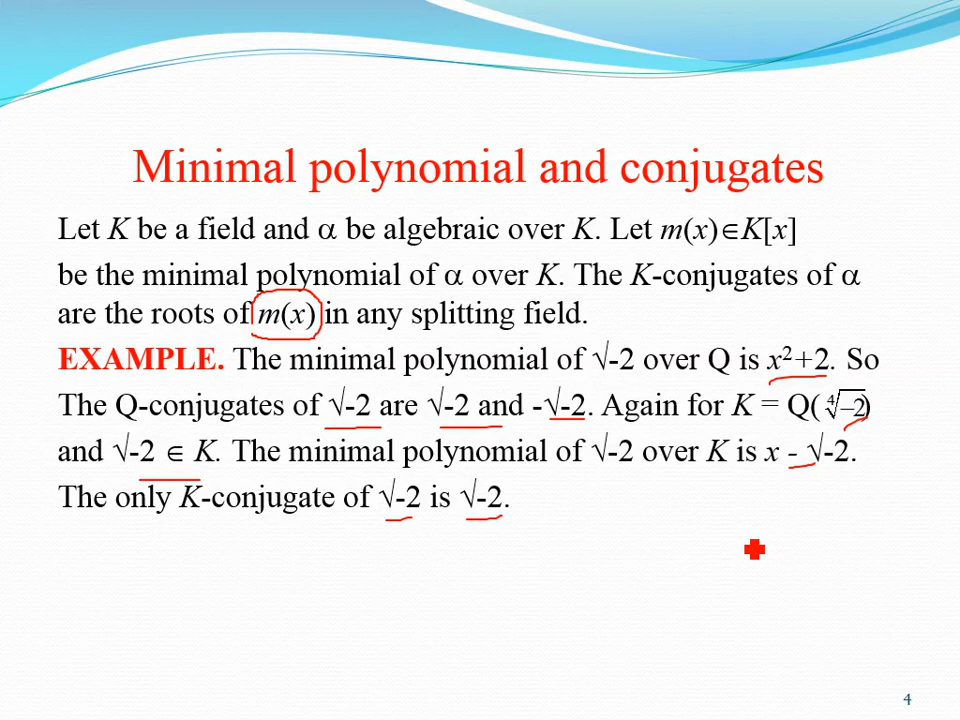 Minimal polynomial and conjugates
Let K be a field and α be algebraic over K. Let m(x)∈K[x]
be the minimal polynomial of α over K. The K-conjugates of α
are the roots of m(x) in any splitting field.
EXAMPLE. The minimal polynomial of √-2 over Q is x²+2. So
The Q-conjugates of √-2 are √-2 and -√-2. Again for K = Q(∜−2)
and √-2 ∈ K. The minimal polynomial of √-2 over K is x - √-2.
The only K-conjugate of √-2 is √-2.
4